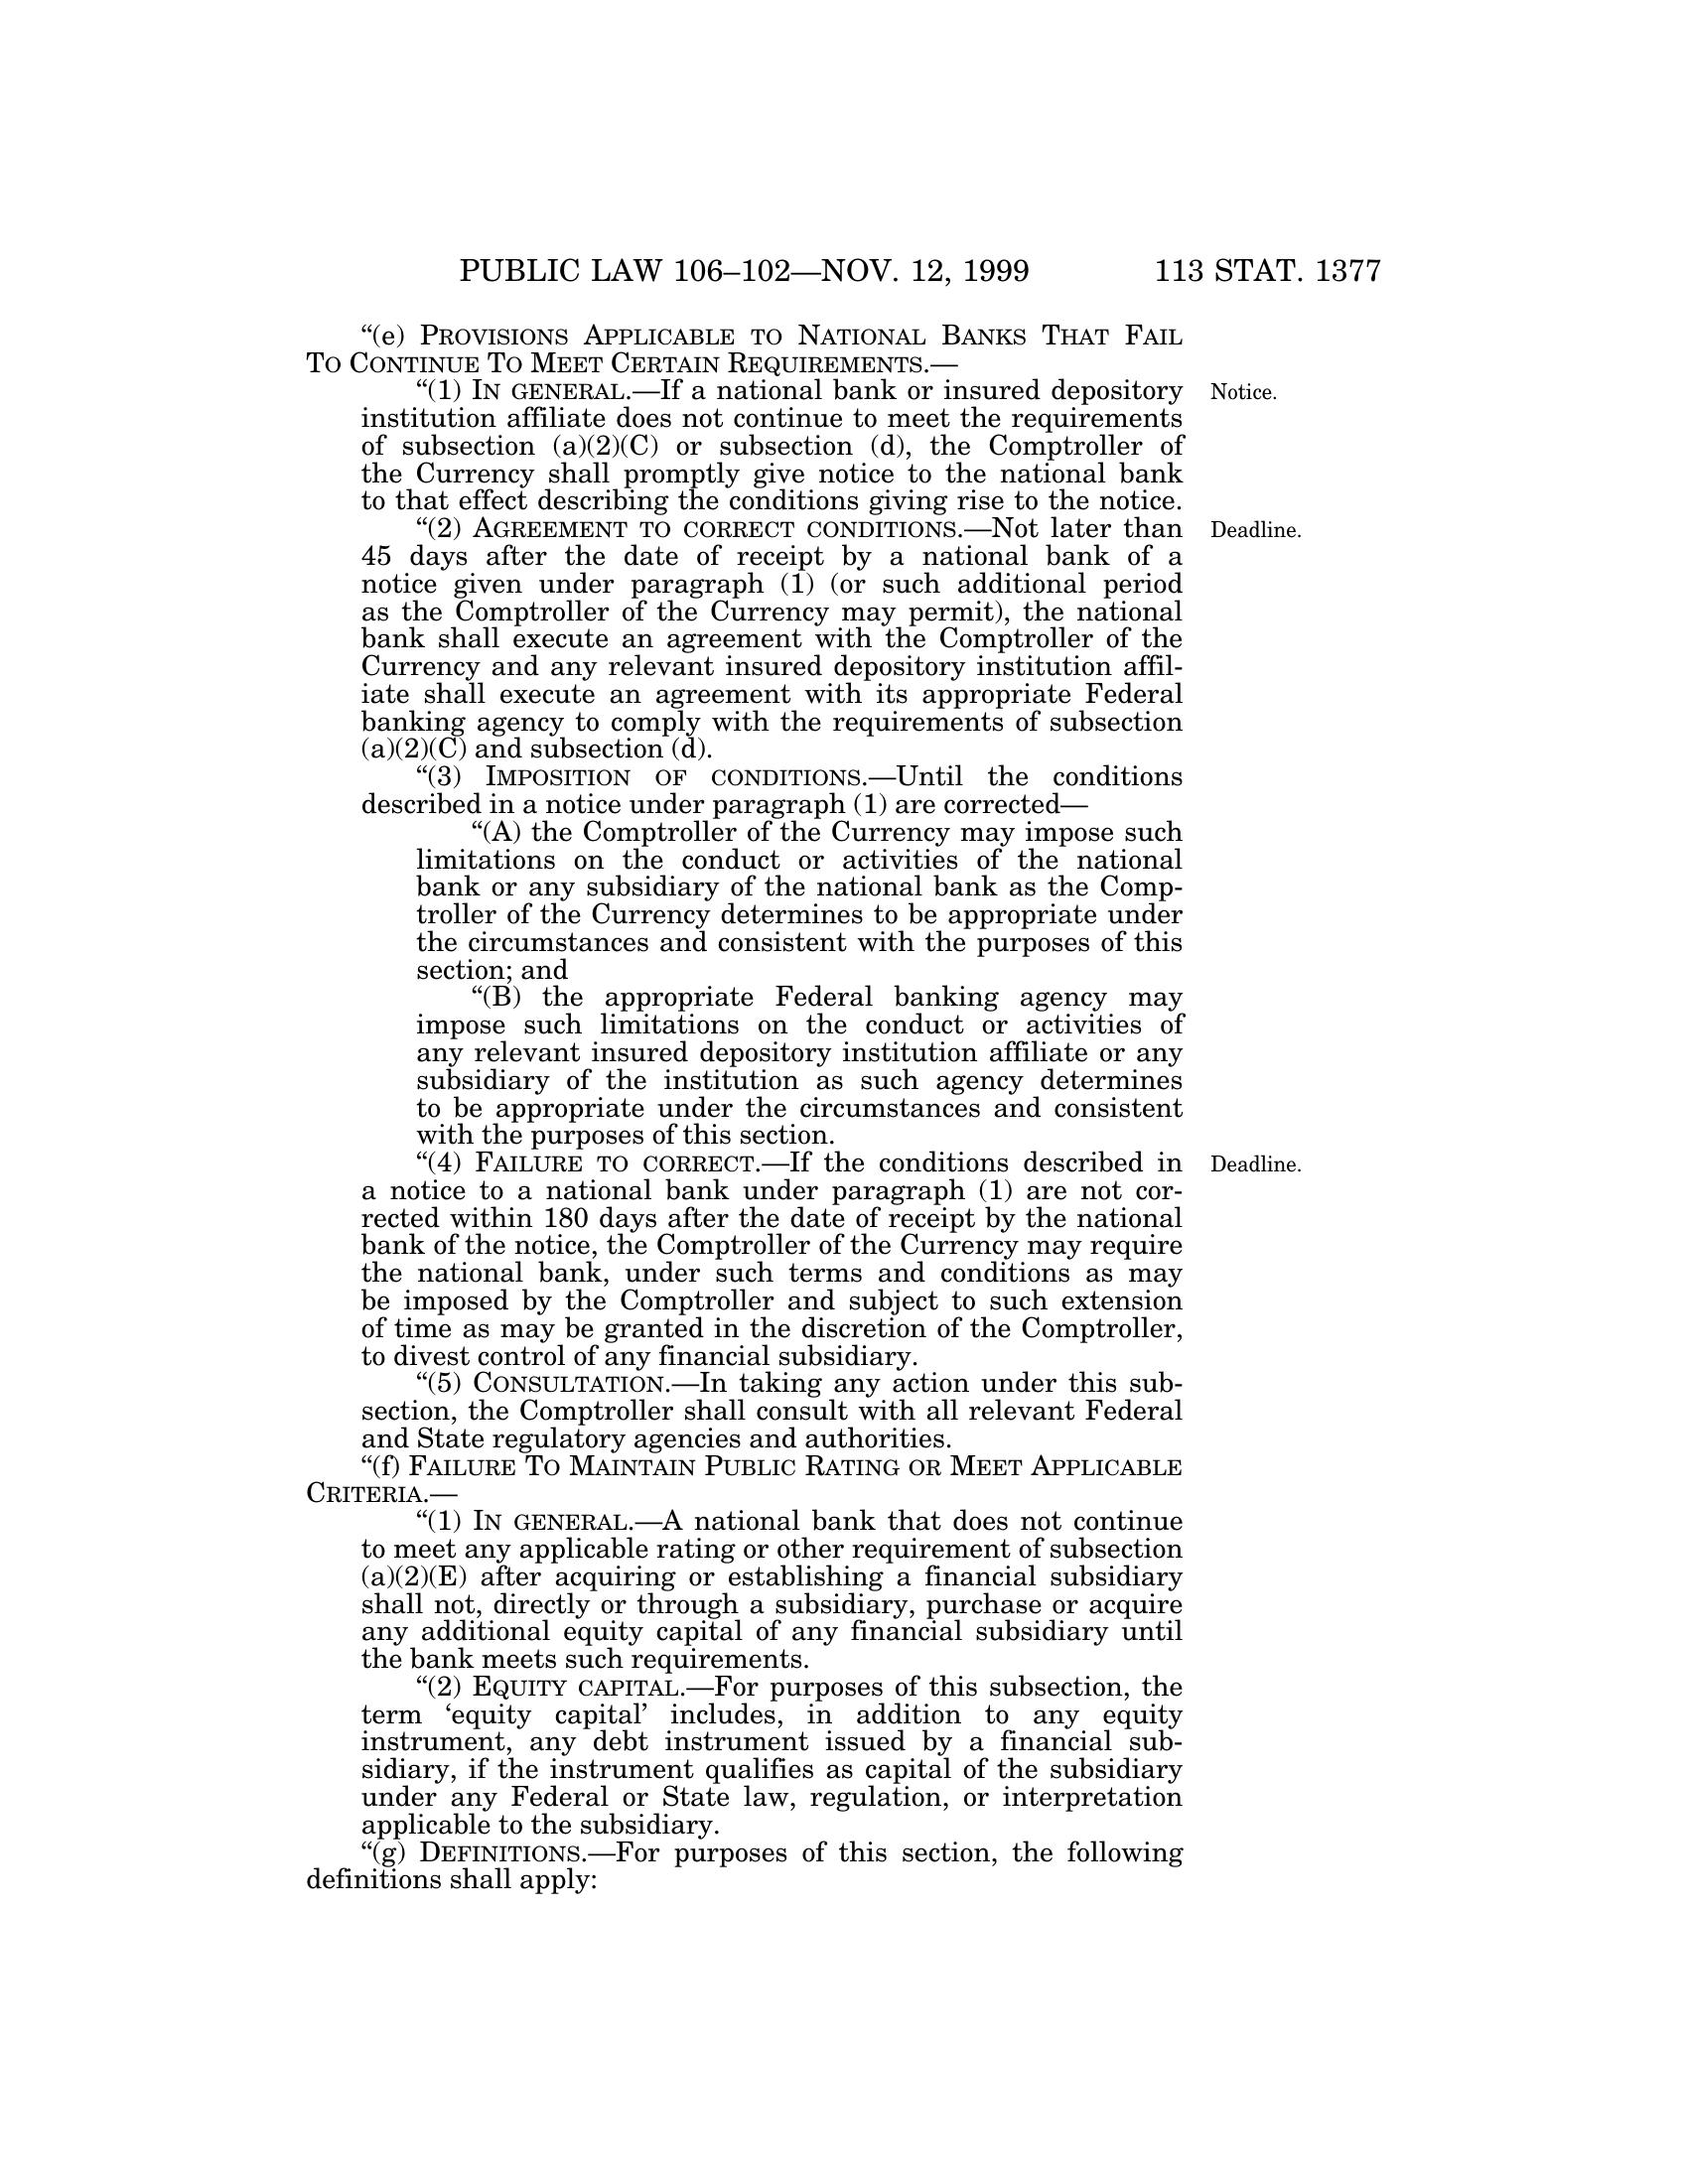 PUBLIC LAW 106–102—NOV. 12, 1999 113 STAT. 1377
“(e) PROVISIONS APPLICABLE TO NATIONAL BANKS THAT FAIL
TO CONTINUE TO MEET CERTAIN REQUIREMENTS.—
“(1) IN GENERAL.—If a national bank or insured depository Notice.
institution affiliate does not continue to meet the requirements
of subsection (a)(2)(C) or subsection (d), the Comptroller of
the Currency shall promptly give notice to the national bank
to that effect describing the conditions giving rise to the notice.
“(2) AGREEMENT TO CORRECT CONDITIONS.—Not later than Deadline.
45 days after the date of receipt by a national bank of a
notice given under paragraph (1) (or such additional period
as the Comptroller of the Currency may permit), the national
bank shall execute an agreement with the Comptroller of the
Currency and any relevant insured depository institution affil-
iate shall execute an agreement with its appropriate Federal
banking agency to comply with the requirements of subsection
(a)(2)(C) and subsection (d).
“(3) IMPOSITION OF CONDITIONS.—Until the conditions
described in a notice under paragraph (1) are corrected—
“(A) the Comptroller of the Currency may impose such
limitations on the conduct or activities of the national
bank or any subsidiary of the national bank as the Comp-
troller of the Currency determines to be appropriate under
the circumstances and consistent with the purposes of this
section; and
“(B) the appropriate Federal banking agency may
impose such limitations on the conduct or activities of
any relevant insured depository institution affiliate or any
subsidiary of the institution as such agency determines
to be appropriate under the circumstances and consistent
with the purposes of this section.
“(4) FAILURE TO CORRECT.—If the conditions described in Deadline.
a notice to a national bank under paragraph (1) are not cor-
rected within 180 days after the date of receipt by the national
bank of the notice, the Comptroller of the Currency may require
the national bank, under such terms and conditions as may
be imposed by the Comptroller and subject to such extension
of time as may be granted in the discretion of the Comptroller,
to divest control of any financial subsidiary.
“(5) CONSULTATION.—In taking any action under this sub-
section, the Comptroller shall consult with all relevant Federal
and State regulatory agencies and authorities.
“(f) FAILURE TO MAINTAIN PUBLIC RATING OR MEET APPLICABLE
CRITERIA.—
“(1) IN GENERAL.—A national bank that does not continue
to meet any applicable rating or other requirement of subsection
(a)(2)(E) after acquiring or establishing a financial subsidiary
shall not, directly or through a subsidiary, purchase or acquire
any additional equity capital of any financial subsidiary until
the bank meets such requirements.
“(2) EQUITY CAPITAL.—For purposes of this subsection, the
term ‘equity capital’ includes, in addition to any equity
instrument, any debt instrument issued by a financial sub-
sidiary, if the instrument qualifies as capital of the subsidiary
under any Federal or State law, regulation, or interpretation
applicable to the subsidiary.
“(g) DEFINITIONS.—For purposes of this section, the following
definitions shall apply: